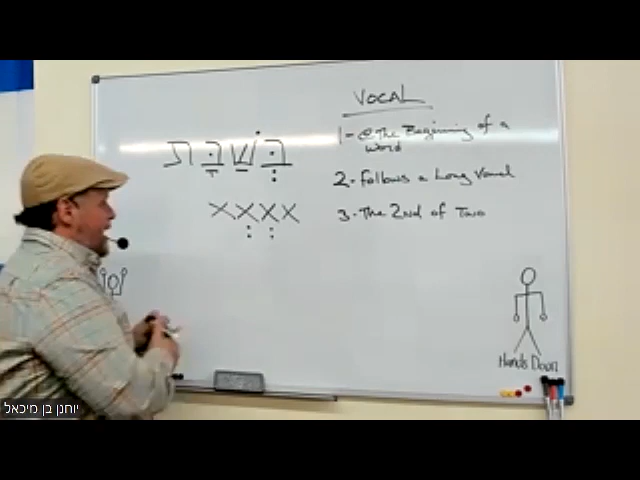 VOCAL
1- @ The Beginning of a
word
2- Follows a Long Vowel
3- The 2nd of Two
בְּשַׁבָּת
XXXX
: :
Hands Down
יוחנן בן מיכאל